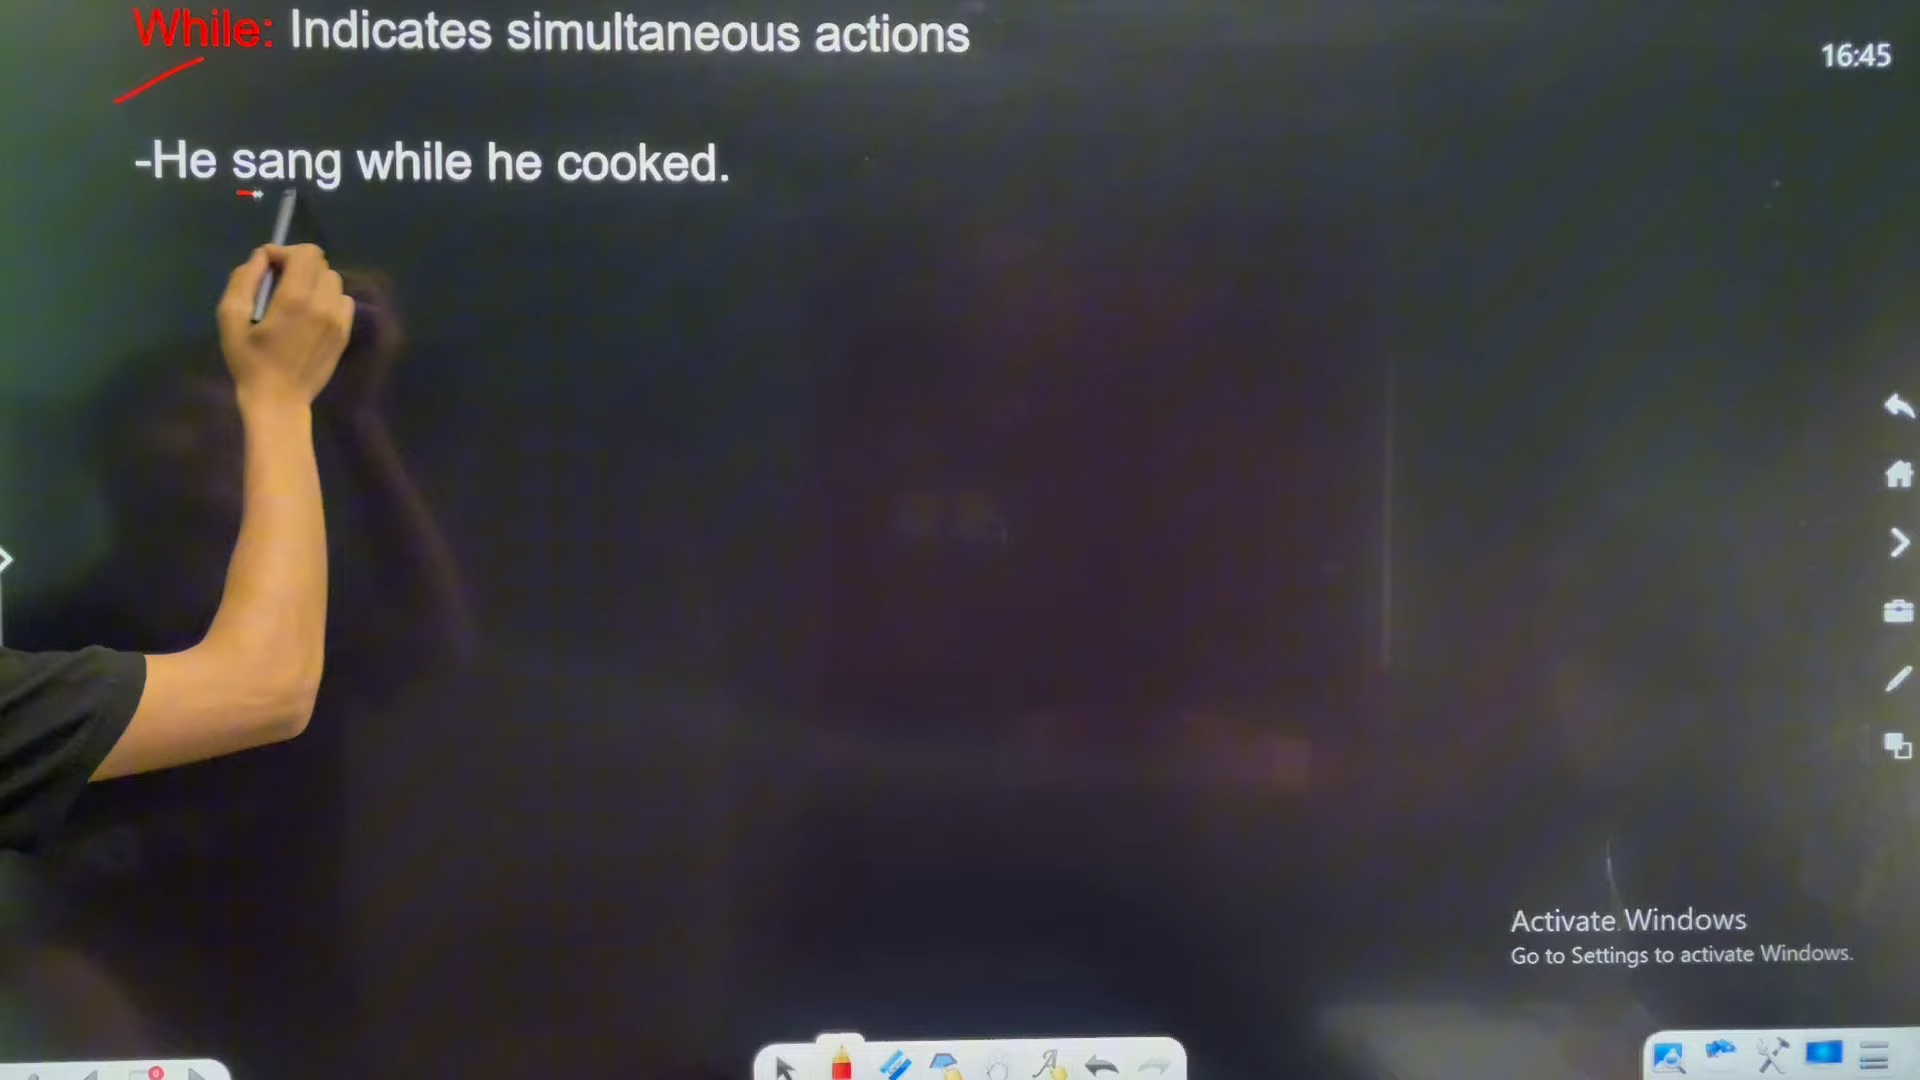 While: Indicates simultaneous actions
16:45
-He sang while he cooked.
Activate Windows
Go to Settings to activate Windows.